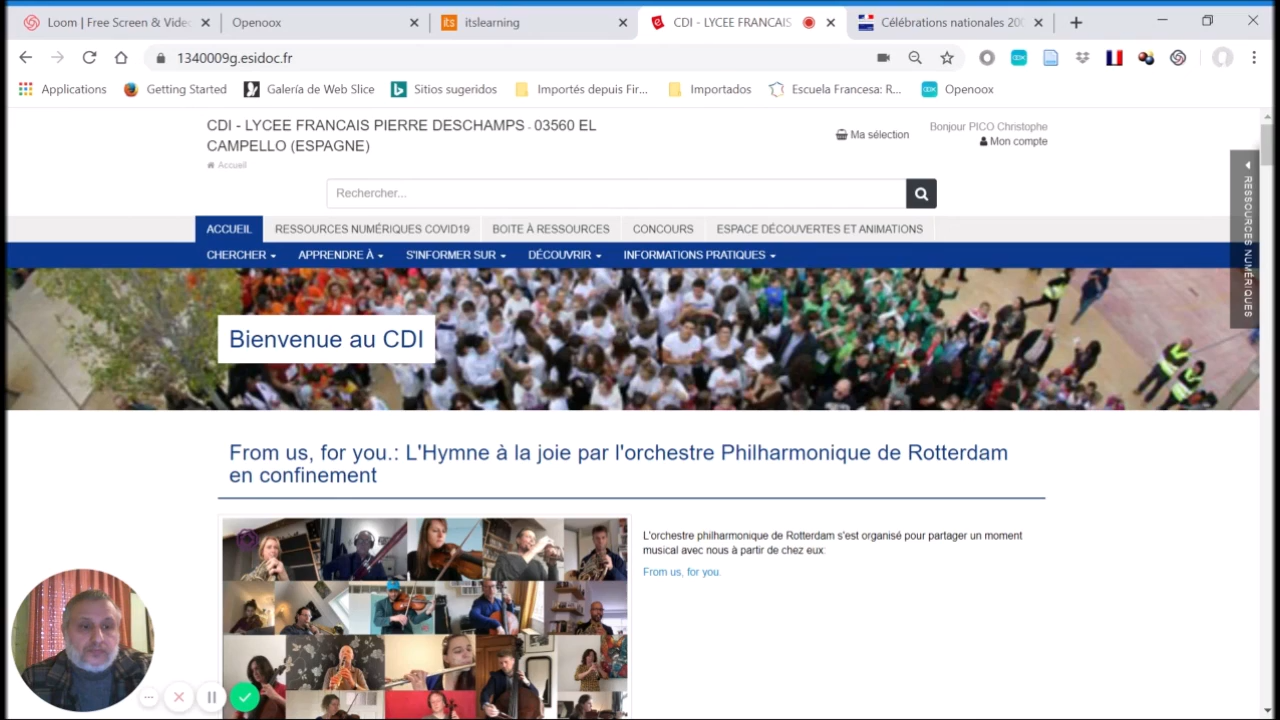 Loom | Free Screen & Vide
Openoox
itslearning
CDI - LYCEE FRANCAIS
Célébrations nationales 200
1340009g.esidoc.fr
Applications
Getting Started
Galería de Web Slice
Sitios sugeridos
Importés depuis Fir...
Importados
Escuela Francesa: R...
Openoox
CDI - LYCEE FRANCAIS PIERRE DESCHAMPS - 03560 EL
CAMPELLO (ESPAGNE)
Accueil
Ma sélection
Bonjour PICO Christophe
Mon compte
Rechercher...
RESSOURCES NUMÉRIQUES
ACCUEIL
RESSOURCES NUMÉRIQUES COVID19
BOITE À RESSOURCES
CONCOURS
ESPACE DÉCOUVERTES ET ANIMATIONS
CHERCHER
APPRENDRE À
S'INFORMER SUR
DÉCOUVRIR
INFORMATIONS PRATIQUES
Bienvenue au CDI
From us, for you.: L'Hymne à la joie par l'orchestre Philharmonique de Rotterdam
en confinement
L'orchestre philharmonique de Rotterdam s'est organisé pour partager un moment
musical avec nous à partir de chez eux:
From us, for you.